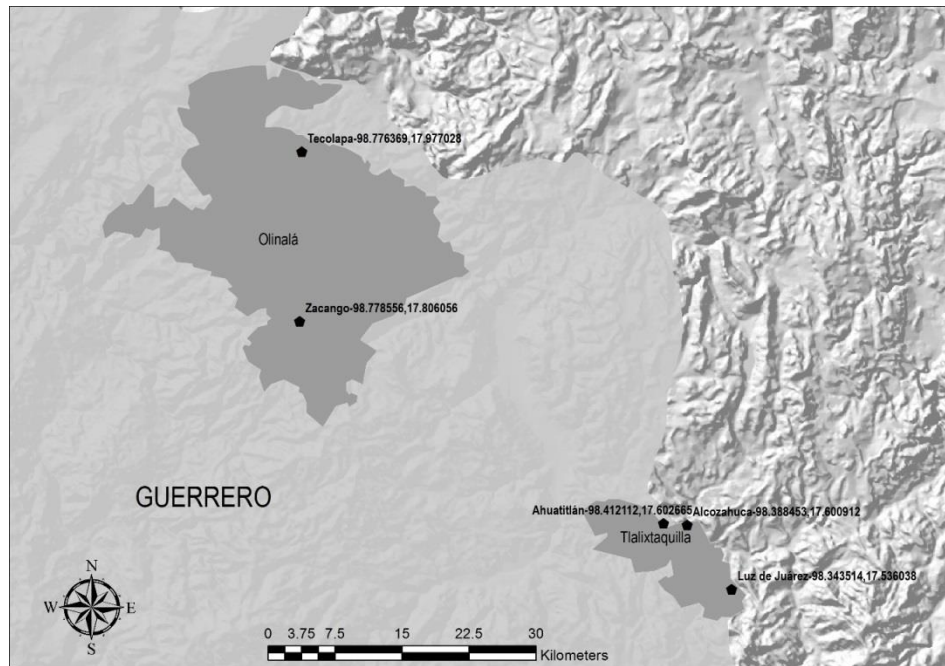 Tecolapa-98.776369,17.977028
Olinalá
Zacango-98.778556,17.806056
GUERRERO
Ahuatitlán-98.412112,17.602665
Alcozahuca-98.388453,17.600912
Tlalixtaquilla
Luz de Juárez-98.343514,17.536038
N
W E
S
0 3.75 7.5 15 22.5 30
Kilometers